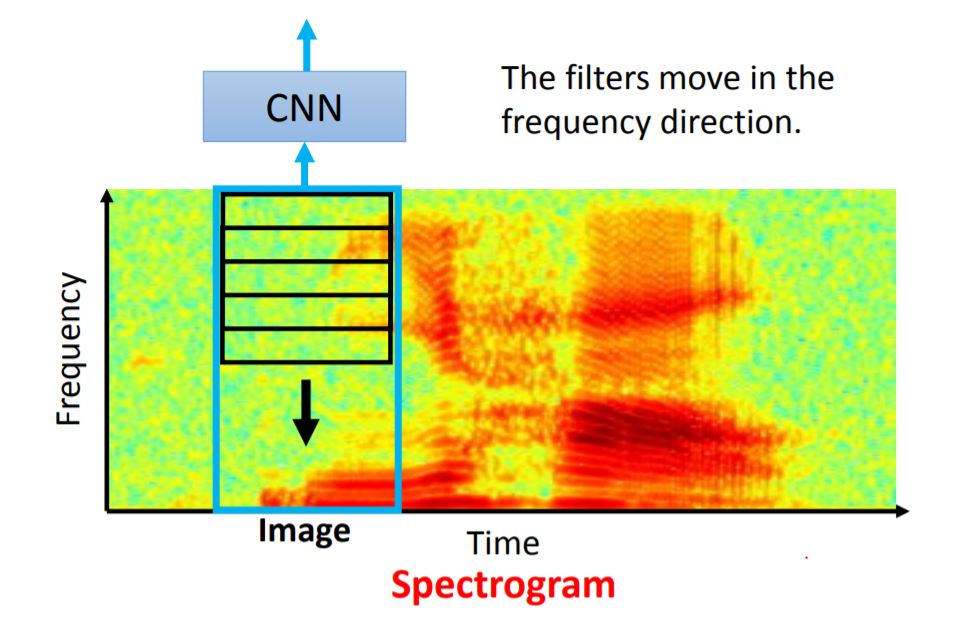 CNN
The filters move in the
frequency direction.
Frequency
Image
Time
Spectrogram